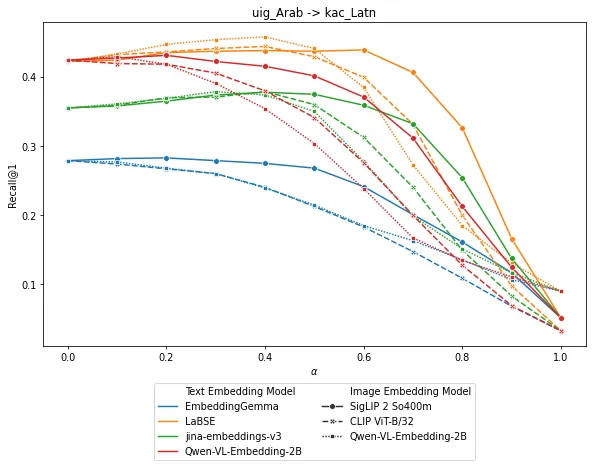 uig_Arab -> kac_Latn
Recall@1
0.4
0.3
0.2
0.1
0.0 0.2 0.4 0.6 0.8 1.0
α
Text Embedding Model Image Embedding Model
EmbeddingGemma SigLIP 2 So400m
LaBSE CLIP ViT-B/32
jina-embeddings-v3 Qwen-VL-Embedding-2B
Qwen-VL-Embedding-2B